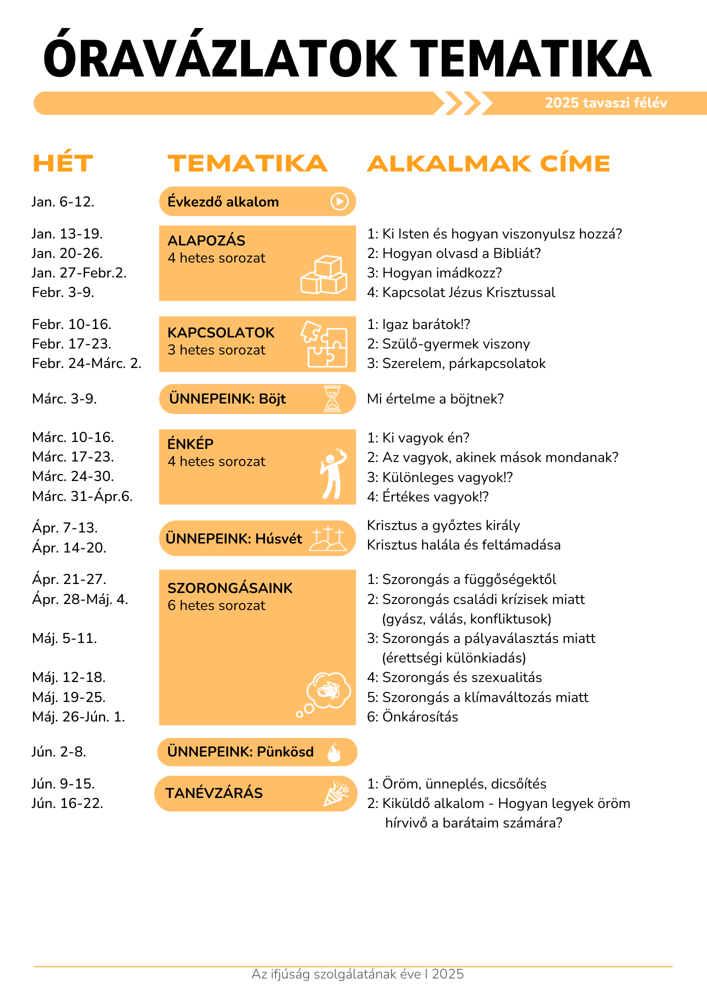 ÓRAVÁZLATOK TEMATIKA
2025 tavaszi félév
HÉT TEMATIKA ALKALMAK CÍME
Jan. 6-12. Évkezdő alkalom
Jan. 13-19.
Jan. 20-26.
Jan. 27-Febr.2.
Febr. 3-9.
ALAPOZÁS
4 hetes sorozat
1: Ki Isten és hogyan viszonyulsz hozzá?
2: Hogyan olvasd a Bibliát?
3: Hogyan imádkozz?
4: Kapcsolat Jézus Krisztussal
Febr. 10-16.
Febr. 17-23.
Febr. 24-Márc. 2.
KAPCSOLATOK
3 hetes sorozat
1: Igaz barátok!?
2: Szülő-gyermek viszony
3: Szerelem, párkapcsolatok
Márc. 3-9. ÜNNEPEINK: Böjt Mi értelme a böjtnek?
Márc. 10-16.
Márc. 17-23.
Márc. 24-30.
Márc. 31-Ápr.6.
ÉNKÉP
4 hetes sorozat
1: Ki vagyok én?
2: Az vagyok, akinek mások mondanak?
3: Különleges vagyok!?
4: Értékes vagyok!?
Ápr. 7-13.
Ápr. 14-20.
ÜNNEPEINK: Húsvét
Krisztus a győztes király
Krisztus halála és feltámadása
Ápr. 21-27.
Ápr. 28-Máj. 4.
Máj. 5-11.
Máj. 12-18.
Máj. 19-25.
Máj. 26-Jún. 1.
SZORONGÁSAINK
6 hetes sorozat
1: Szorongás a függőségektől
2: Szorongás családi krízisek miatt
(gyász, válás, konfliktusok)
3: Szorongás a pályaválasztás miatt
(érettségi különkiadás)
4: Szorongás és szexualitás
5: Szorongás a klímaváltozás miatt
6: Önkárosítás
Jún. 2-8. ÜNNEPEINK: Pünkösd
Jún. 9-15.
Jún. 16-22.
TANÉVZÁRÁS
1: Öröm, ünneplés, dicsőítés
2: Kiküldő alkalom - Hogyan legyek öröm
hírvivő a barátaim számára?
Az ifjúság szolgálatának éve I 2025